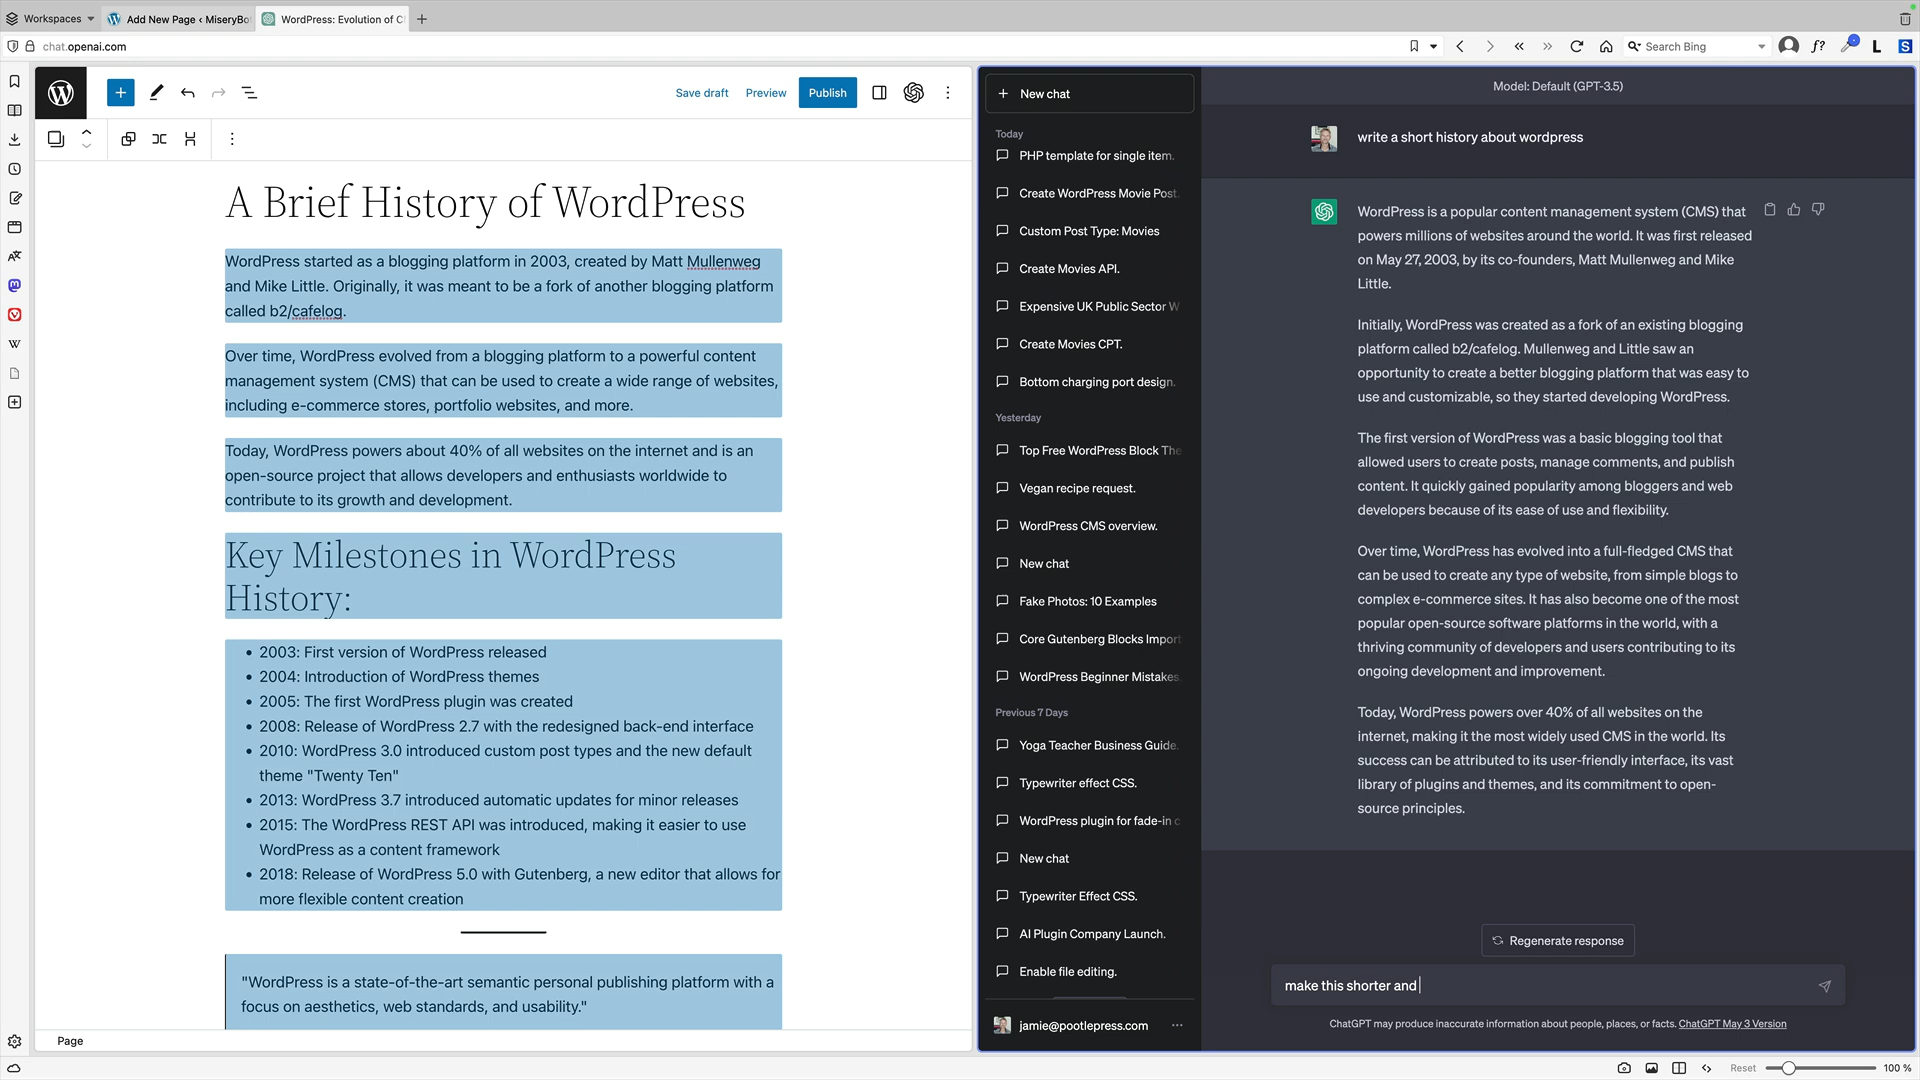 Workspaces
Add New Page ‹ MiseryBo
WordPress: Evolution of C
chat.openai.com
Search Bing
f?
L
S
Save draft
Preview
Publish
A Brief History of WordPress
WordPress started as a blogging platform in 2003, created by Matt Mullenweg
and Mike Little. Originally, it was meant to be a fork of another blogging platform
called b2/cafelog.
Over time, WordPress evolved from a blogging platform to a powerful content
management system (CMS) that can be used to create a wide range of websites,
including e-commerce stores, portfolio websites, and more.
Today, WordPress powers about 40% of all websites on the internet and is an
open-source project that allows developers and enthusiasts worldwide to
contribute to its growth and development.
Key Milestones in WordPress
History:
• 2003: First version of WordPress released
• 2004: Introduction of WordPress themes
• 2005: The first WordPress plugin was created
• 2008: Release of WordPress 2.7 with the redesigned back-end interface
• 2010: WordPress 3.0 introduced custom post types and the new default
theme "Twenty Ten"
• 2013: WordPress 3.7 introduced automatic updates for minor releases
• 2015: The WordPress REST API was introduced, making it easier to use
WordPress as a content framework
• 2018: Release of WordPress 5.0 with Gutenberg, a new editor that allows for
more flexible content creation
"WordPress is a state-of-the-art semantic personal publishing platform with a
focus on aesthetics, web standards, and usability."
Page
New chat
Today
PHP template for single item.
Create WordPress Movie Post.
Custom Post Type: Movies
Create Movies API.
Expensive UK Public Sector W
Create Movies CPT.
Bottom charging port design.
Yesterday
Top Free WordPress Block The
Vegan recipe request.
WordPress CMS overview.
New chat
Fake Photos: 10 Examples
Core Gutenberg Blocks Import
WordPress Beginner Mistakes.
Previous 7 Days
Yoga Teacher Business Guide.
Typewriter effect CSS.
WordPress plugin for fade-in c
New chat
Typewriter Effect CSS.
AI Plugin Company Launch.
Enable file editing.
jamie@pootlepress.com
Model: Default (GPT-3.5)
write a short history about wordpress
WordPress is a popular content management system (CMS) that
powers millions of websites around the world. It was first released
on May 27, 2003, by its co-founders, Matt Mullenweg and Mike
Little.
Initially, WordPress was created as a fork of an existing blogging
platform called b2/cafelog. Mullenweg and Little saw an
opportunity to create a better blogging platform that was easy to
use and customizable, so they started developing WordPress.
The first version of WordPress was a basic blogging tool that
allowed users to create posts, manage comments, and publish
content. It quickly gained popularity among bloggers and web
developers because of its ease of use and flexibility.
Over time, WordPress has evolved into a full-fledged CMS that
can be used to create any type of website, from simple blogs to
complex e-commerce sites. It has also become one of the most
popular open-source software platforms in the world, with a
thriving community of developers and users contributing to its
ongoing development and improvement.
Today, WordPress powers over 40% of all websites on the
internet, making it the most widely used CMS in the world. Its
success can be attributed to its user-friendly interface, its vast
library of plugins and themes, and its commitment to open-
source principles.
Regenerate response
make this shorter and
ChatGPT may produce inaccurate information about people, places, or facts. ChatGPT May 3 Version
Reset
100 %